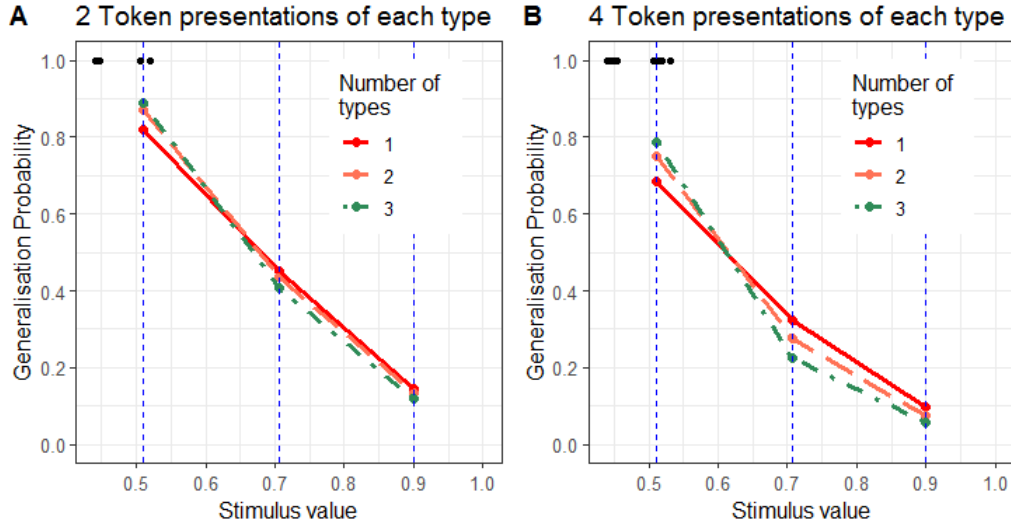 A 2 Token presentations of each type
Generalisation Probability
1.0
0.8
0.6
0.4
0.2
0.0
Number of
types
1
2
3
0.5 0.6 0.7 0.8 0.9 1.0
Stimulus value
B 4 Token presentations of each type
Generalisation Probability
1.0
0.8
0.6
0.4
0.2
0.0
Number of
types
1
2
3
0.5 0.6 0.7 0.8 0.9 1.0
Stimulus value